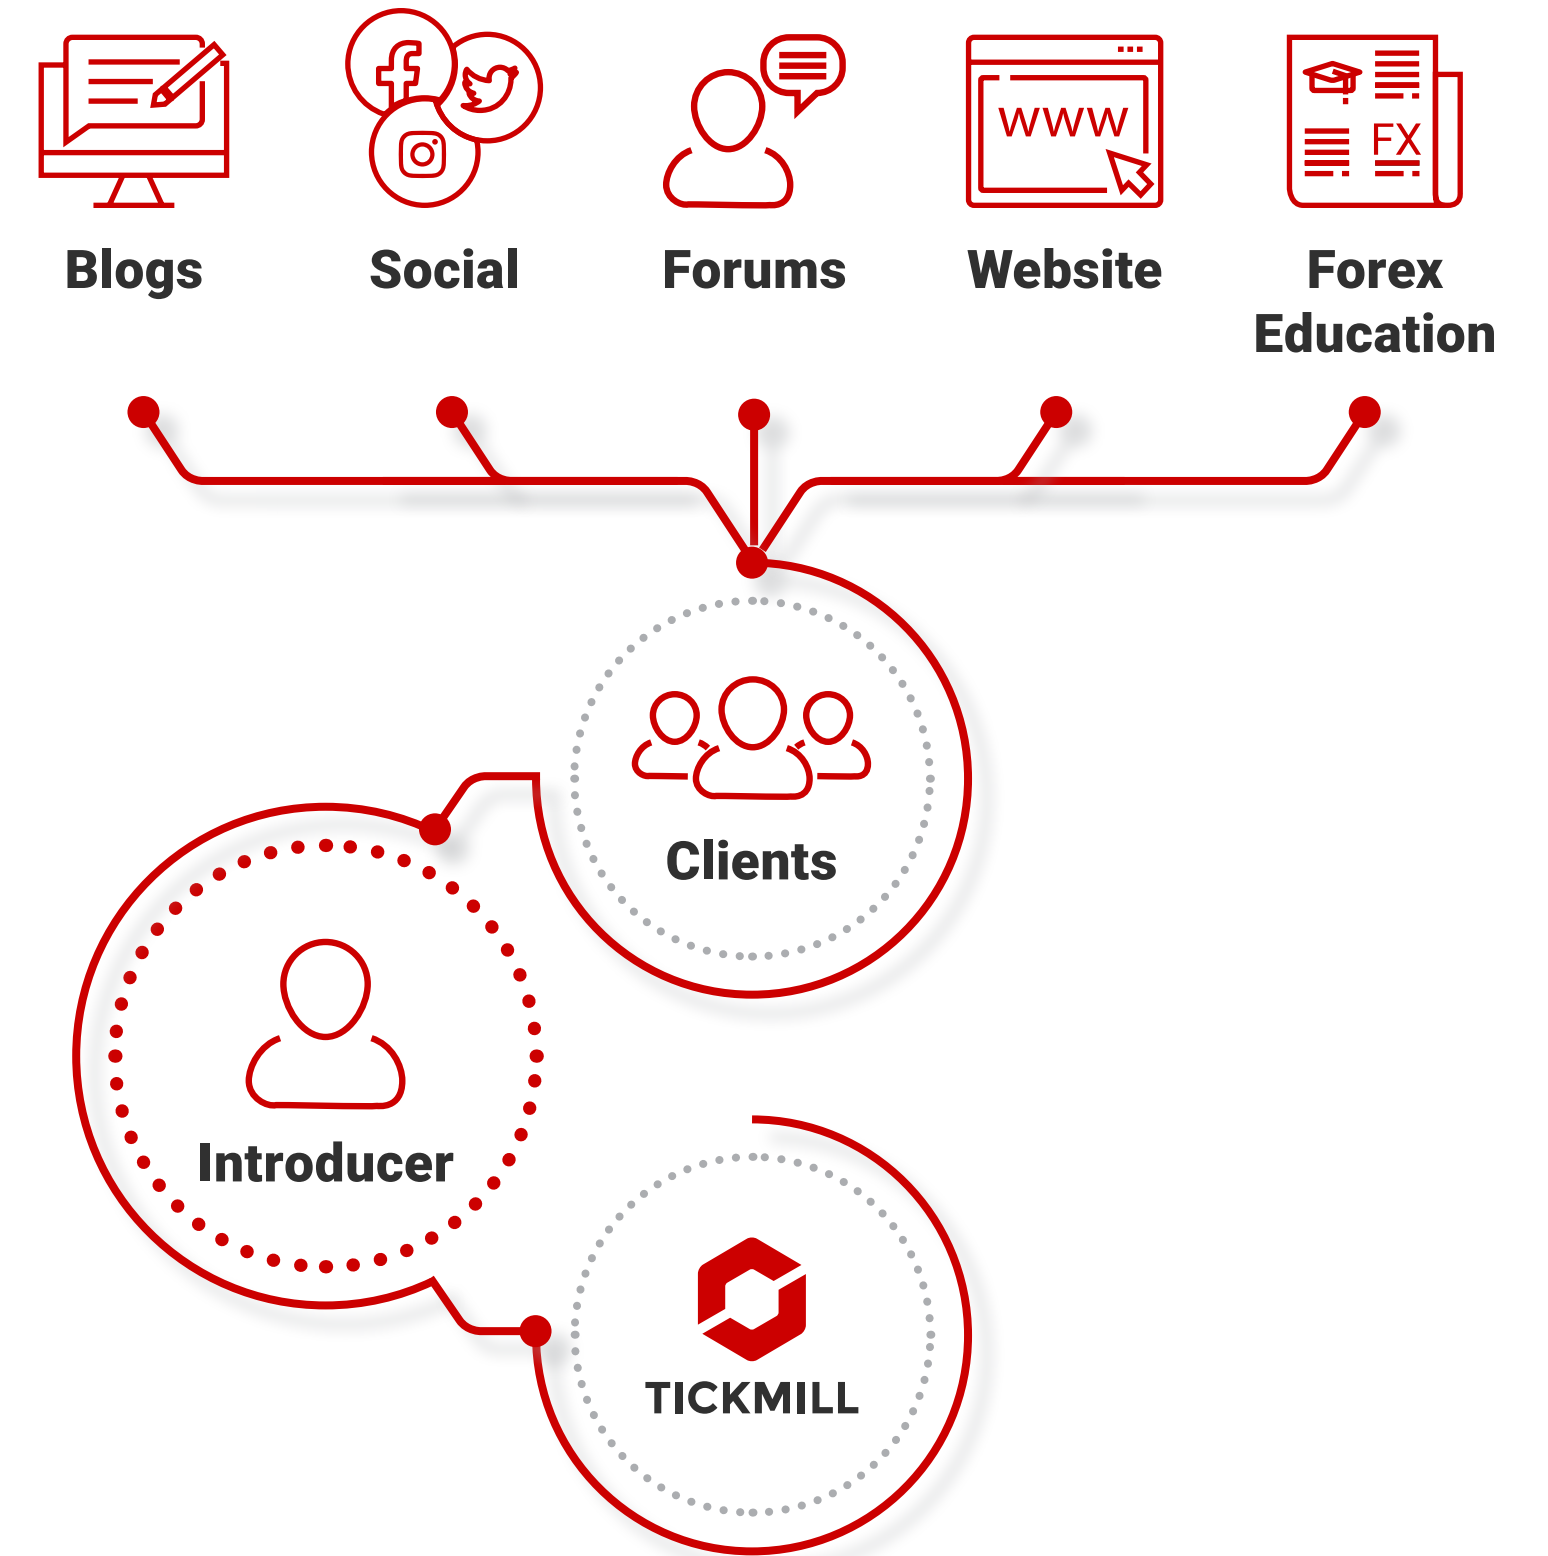 WWW
FX
Blogs
Social
Forums
Website
Forex
Education
Clients
Introducer
TICKMILL